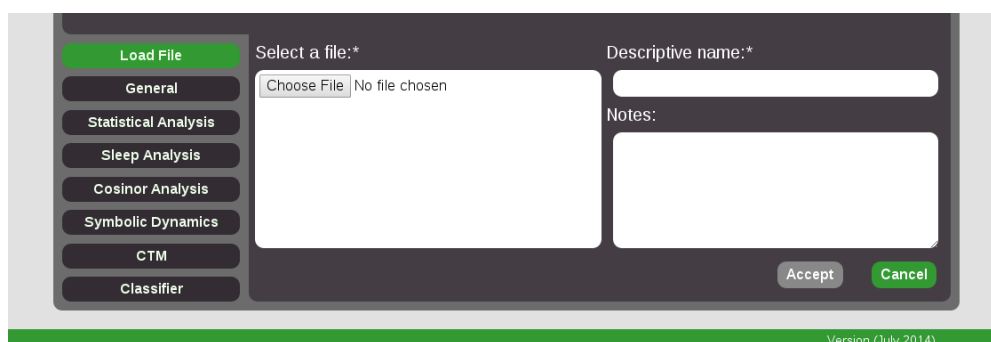 Load File
General
Statistical Analysis
Sleep Analysis
Cosinor Analysis
Symbolic Dynamics
CTM
Classifier
Select a file:*
Choose File No file chosen
Descriptive name:*
Notes:
Accept Cancel
Version (July 2014)